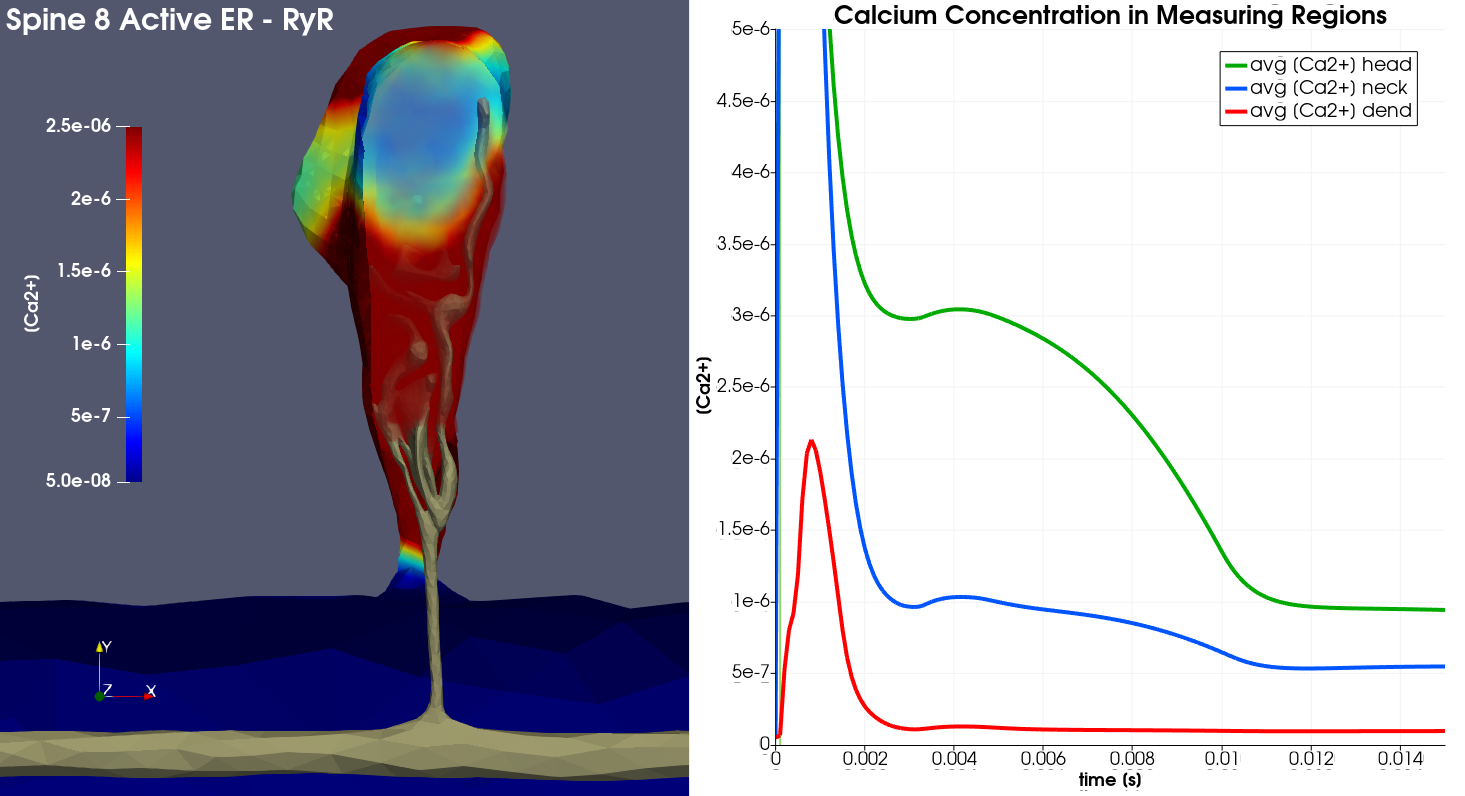 Spine 8 Active ER - RyR
2.5e-06
2e-6
1.5e-6
1e-6
5e-7
5.0e-08
(Ca2+)
Y
Z
X
Calcium Concentration in Measuring Regions
avg (Ca2+) head
avg (Ca2+) neck
avg (Ca2+) dend
5e-6
4.5e-6
4e-6
3.5e-6
3e-6
2.5e-6
2e-6
1.5e-6
1e-6
5e-7
0
(Ca2+)
0 0.002 0.004 0.006 0.008 0.01 0.012 0.014
time (s)